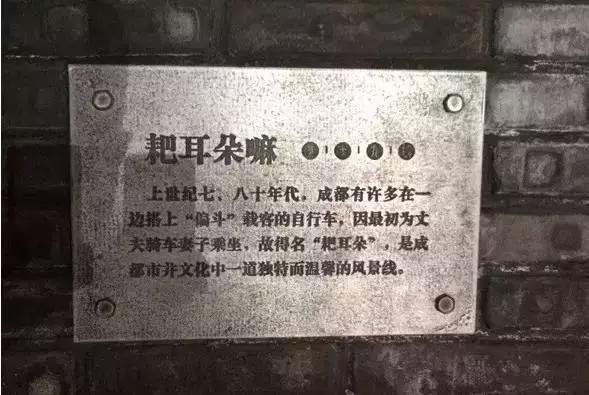 耙耳朵嘛
上世纪七、八十年代，成都有许多在一
边搭上“偏斗”载客的自行车，因最初为丈
夫骑车妻子乘坐，故得名“耙耳朵”，是成
都市井文化中一道独特而温馨的风景线。